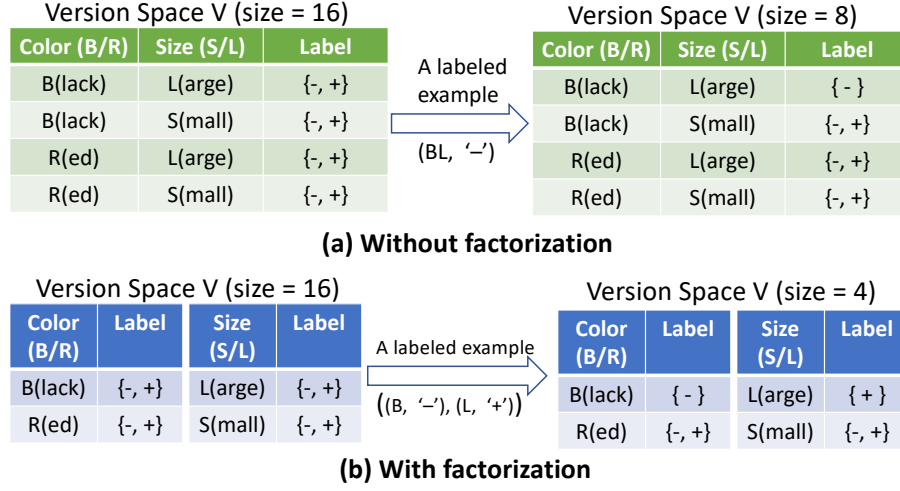 Version Space V (size = 16)
Color (B/R) Size (S/L) Label
B(lack) L(arge) {-, +}
B(lack) S(mall) {-, +}
R(ed) L(arge) {-, +}
R(ed) S(mall) {-, +}
A labeled
example
(BL, ‘–’)
Version Space V (size = 8)
Color (B/R) Size (S/L) Label
B(lack) L(arge) { - }
B(lack) S(mall) {-, +}
R(ed) L(arge) {-, +}
R(ed) S(mall) {-, +}
(a) Without factorization
Version Space V (size = 16)
Color Label Size Label
(B/R) (S/L)
B(lack) {-, +} L(arge) {-, +}
R(ed) {-, +} S(mall) {-, +}
A labeled example
((B, ‘–’), (L, ‘+’))
Version Space V (size = 4)
Color Label Size Label
(B/R) (S/L)
B(lack) { - } L(arge) { + }
R(ed) {-, +} S(mall) {-, +}
(b) With factorization